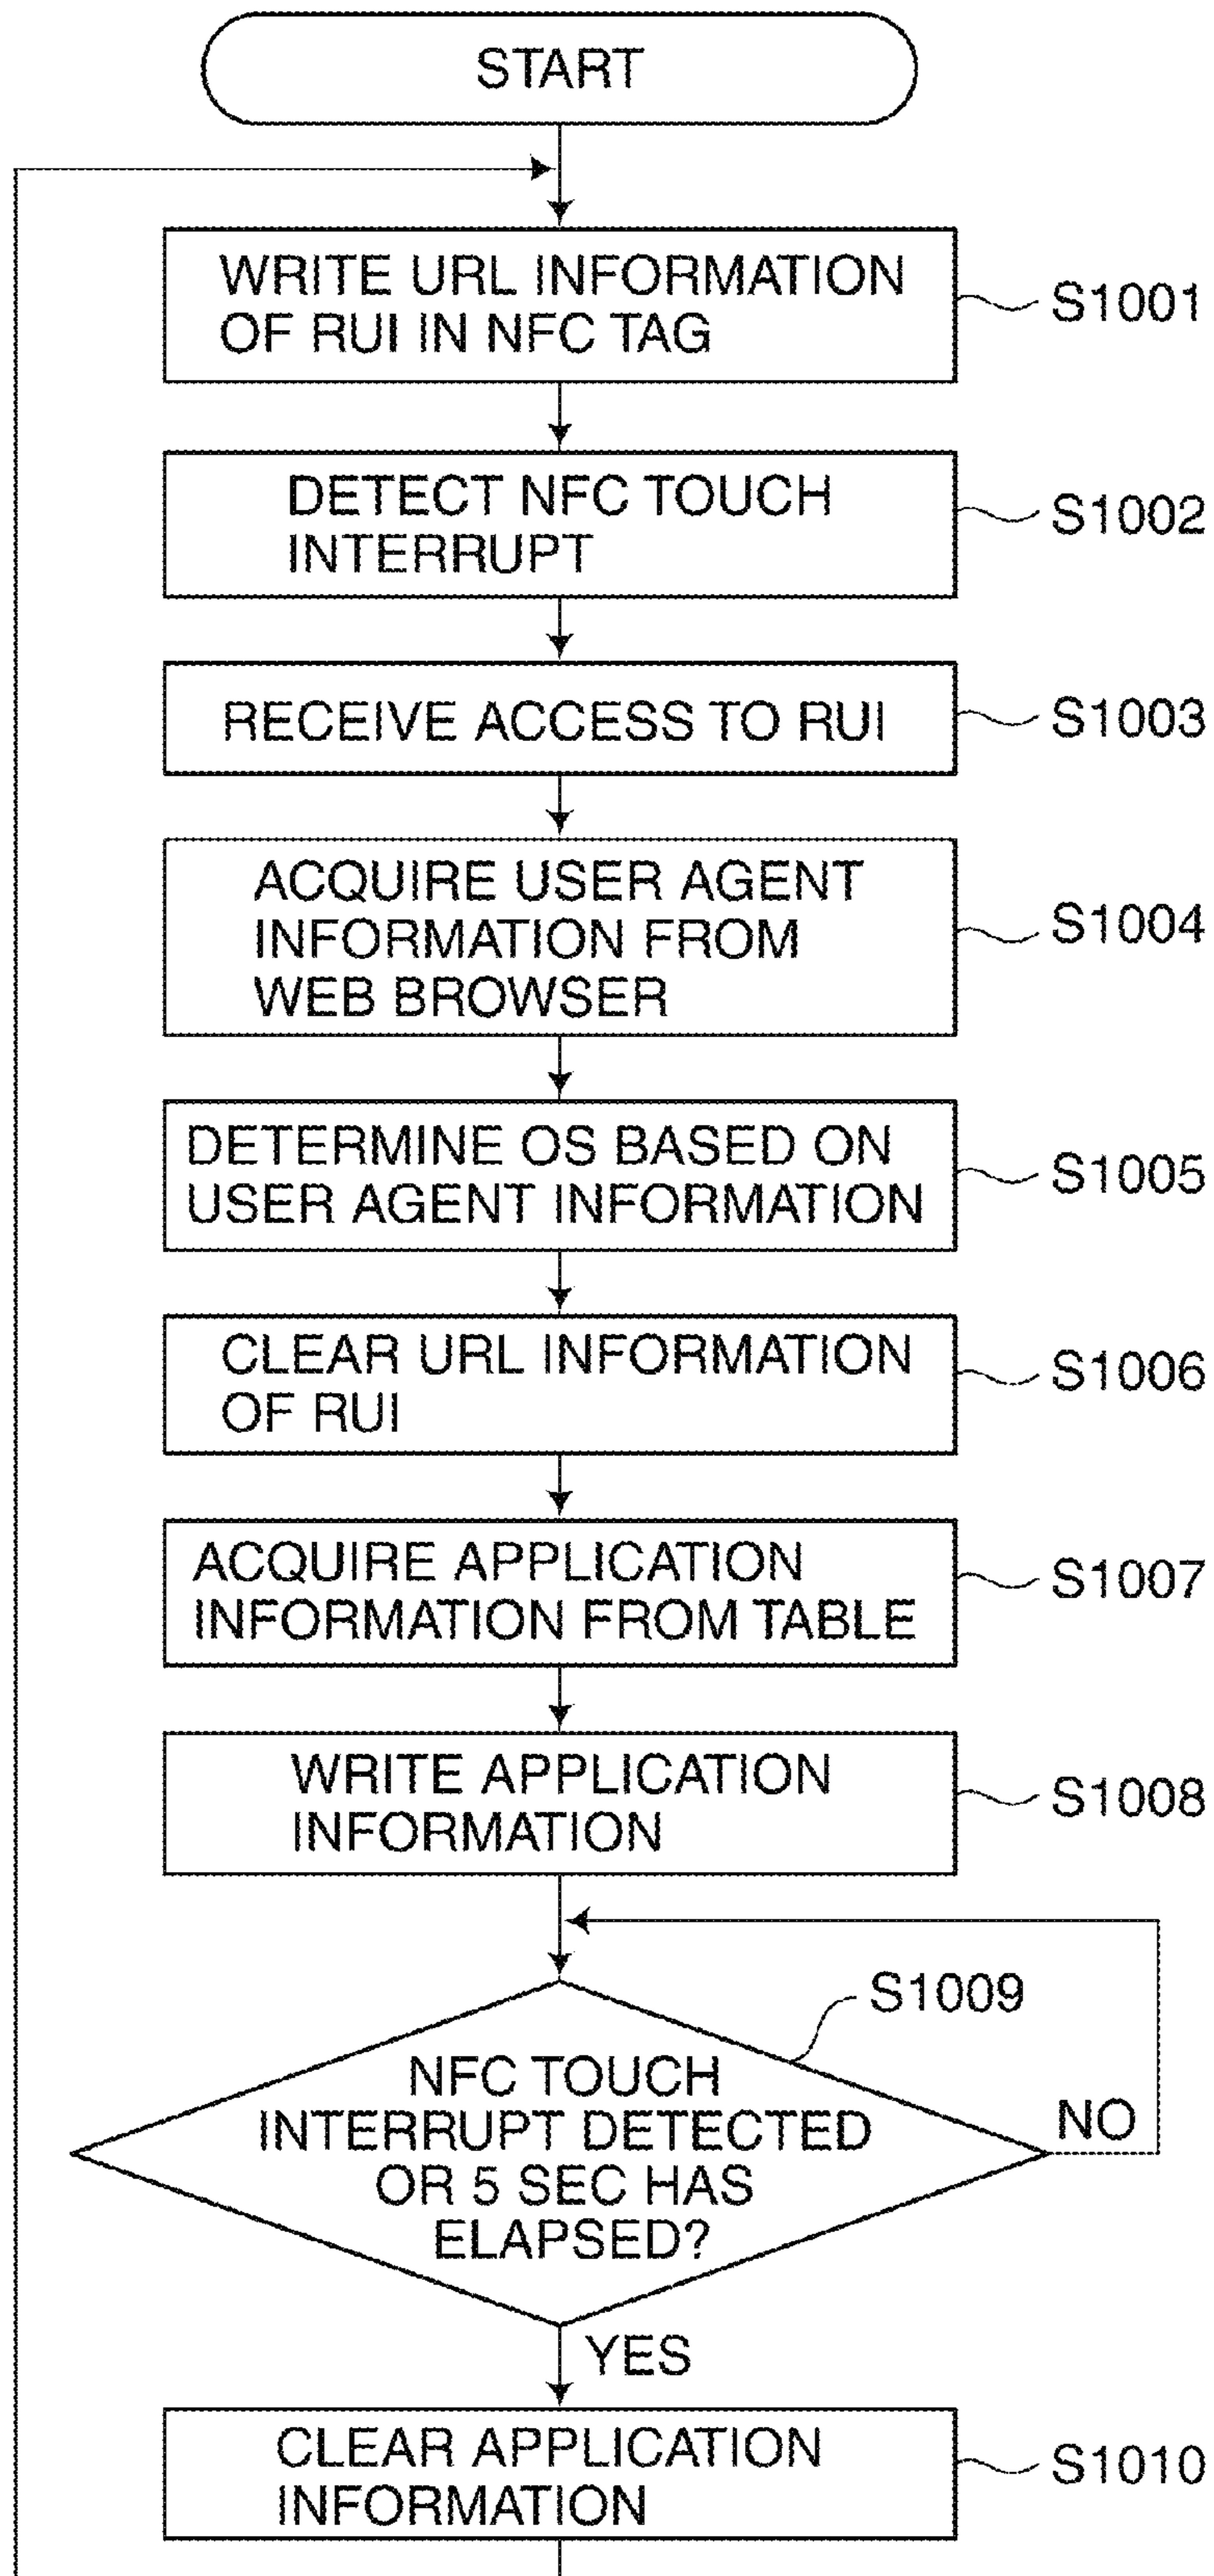 START
WRITE URL INFORMATION
OF RUI IN NFC TAG
S1001
DETECT NFC TOUCH
INTERRUPT
S1002
RECEIVE ACCESS TO RUI
S1003
ACQUIRE USER AGENT
INFORMATION FROM
WEB BROWSER
S1004
DETERMINE OS BASED ON
USER AGENT INFORMATION
S1005
CLEAR URL INFORMATION
OF RUI
S1006
ACQUIRE APPLICATION
INFORMATION FROM TABLE
S1007
WRITE APPLICATION
INFORMATION
S1008
S1009
NFC TOUCH
INTERRUPT DETECTED
OR 5 SEC HAS
ELAPSED?
NO
YES
CLEAR APPLICATION
INFORMATION
S1010